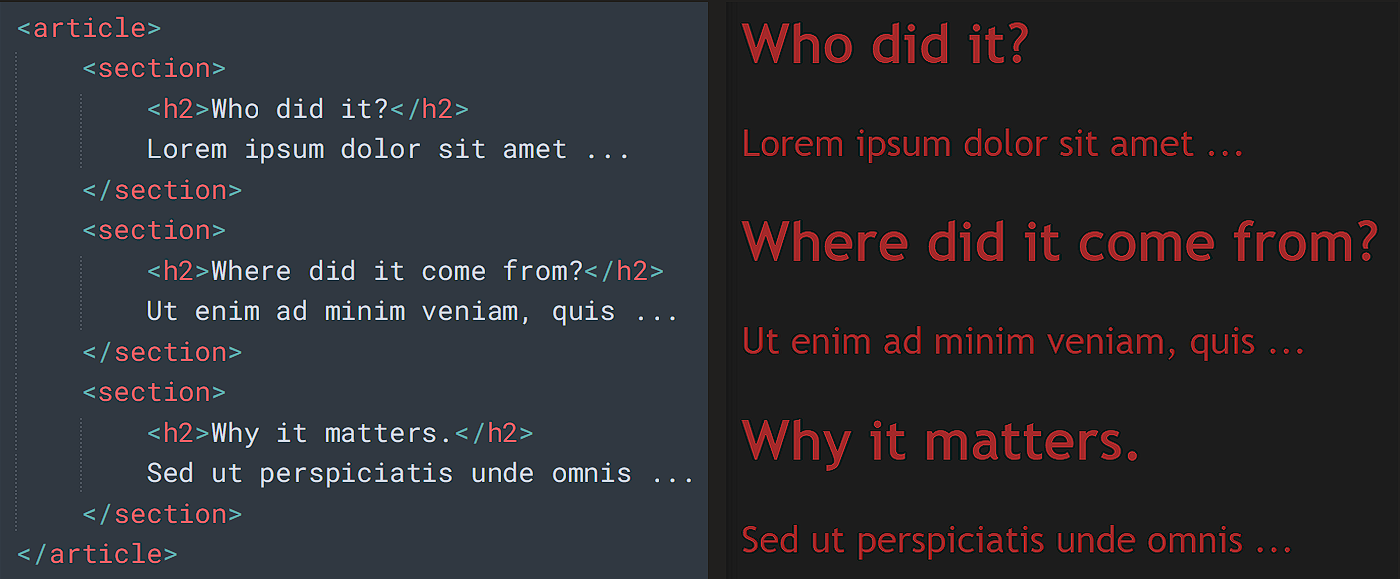 <article>
<section>
<h2>Who did it?</h2>
Lorem ipsum dolor sit amet ...
</section>
<section>
<h2>Where did it come from?</h2>
Ut enim ad minim veniam, quis ...
</section>
<section>
<h2>Why it matters.</h2>
Sed ut perspiciatis unde omnis ...
</section>
</article>
Who did it?
Lorem ipsum dolor sit amet ...
Where did it come from?
Ut enim ad minim veniam, quis ...
Why it matters.
Sed ut perspiciatis unde omnis ...